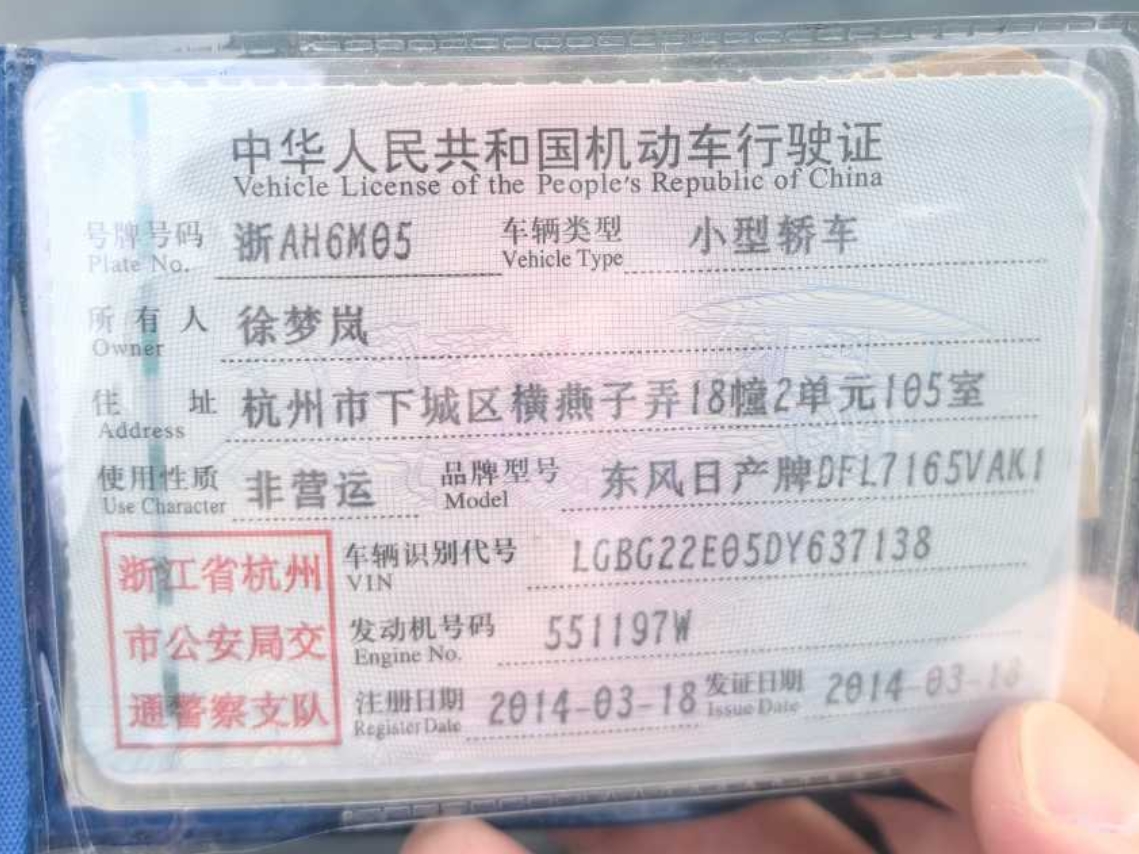 中华人民共和国机动车行驶证
Vehicle License of the People's Republic of China
号牌号码 浙AH6M05 车辆类型 小型轿车
Plate No. Vehicle Type
所有人 徐梦岚
Owner
住址 杭州市下城区横燕子弄18幢2单元105室
Address
使用性质 非营运 品牌型号 东风日产牌DFL7165VAK1
Use Character Model
浙江省杭州
市公安局交
通警察支队
车辆识别代号 LGBG22E05DY637138
VIN
发动机号码 551197W
Engine No.
注册日期 2014-03-18 发证日期 2014-03-18
Register Date Issue Date